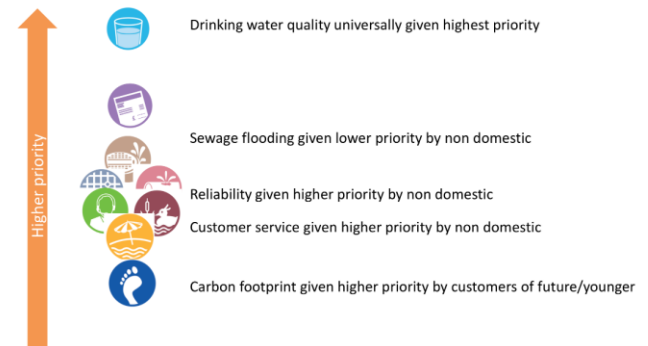 Drinking water quality universally given highest priority
Sewage flooding given lower priority by non domestic
Higher priority
Reliability given higher priority by non domestic
Customer service given higher priority by non domestic
Carbon footprint given higher priority by customers of future/younger